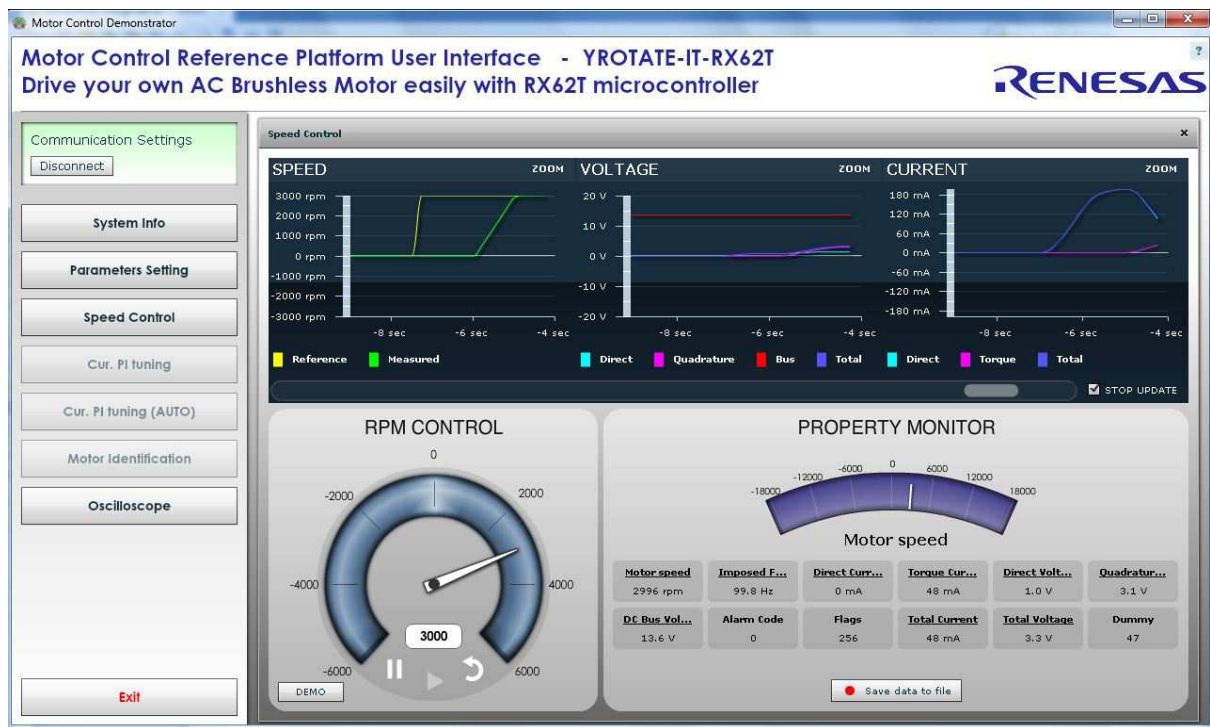 Motor Control Demonstrator
Motor Control Reference Platform User Interface - YROTATE-IT-RX62T
Drive your own AC Brushless Motor easily with RX62T microcontroller
?
RENESAS
Communication Settings
Disconnect
System Info
Parameters Setting
Speed Control
Cur. PI tuning
Cur. PI tuning (AUTO)
Motor Identification
Oscilloscope
Exit
Speed Control
x
SPEED
ZOOM
3000 rpm
2000 rpm
1000 rpm
0 rpm
-1000 rpm
-2000 rpm
-3000 rpm
-8 sec -6 sec -4 sec
Reference Measured
VOLTAGE
ZOOM
20 V
10 V
0 V
-10 V
-20 V
-8 sec -6 sec -4 sec
Direct Quadrature Bus Total
CURRENT
ZOOM
180 mA
120 mA
60 mA
0 mA
-60 mA
-120 mA
-180 mA
-8 sec -6 sec -4 sec
Direct Torque Total
STOP UPDATE
RPM CONTROL
0
-2000 2000
-4000 4000
3000
-6000 6000
DEMO
PROPERTY MONITOR
-18000 -12000 -6000 0 6000 12000 18000
Motor speed
Motor speed Imposed F... Direct Curr... Torque Cur... Direct Volt... Quadratur...
2996 rpm 99.8 Hz 0 mA 48 mA 1.0 V 3.1 V
DC Bus Vol... Alarm Code Flags Total Current Total Voltage Dummy
13.6 V 0 256 48 mA 3.3 V 47
Save data to file